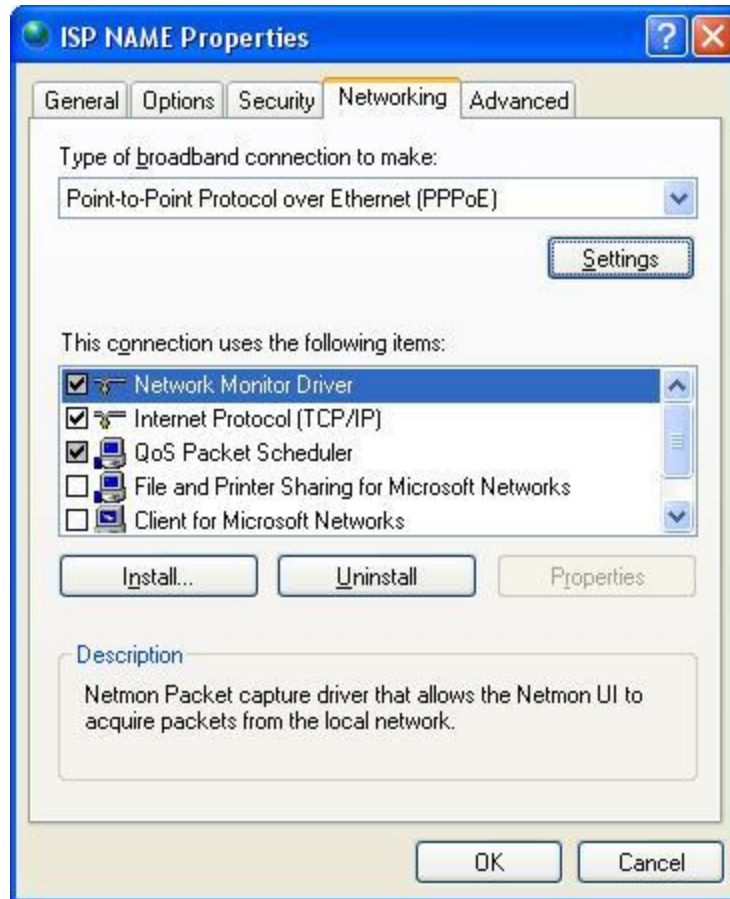 ISP NAME Properties
General Options Security Networking Advanced
Type of broadband connection to make:
Point-to-Point Protocol over Ethernet (PPPoE)
Settings
This connection uses the following items:
Network Monitor Driver
Internet Protocol (TCP/IP)
QoS Packet Scheduler
File and Printer Sharing for Microsoft Networks
Client for Microsoft Networks
Install... Uninstall Properties
Description
Netmon Packet capture driver that allows the Netmon UI to
acquire packets from the local network.
OK Cancel